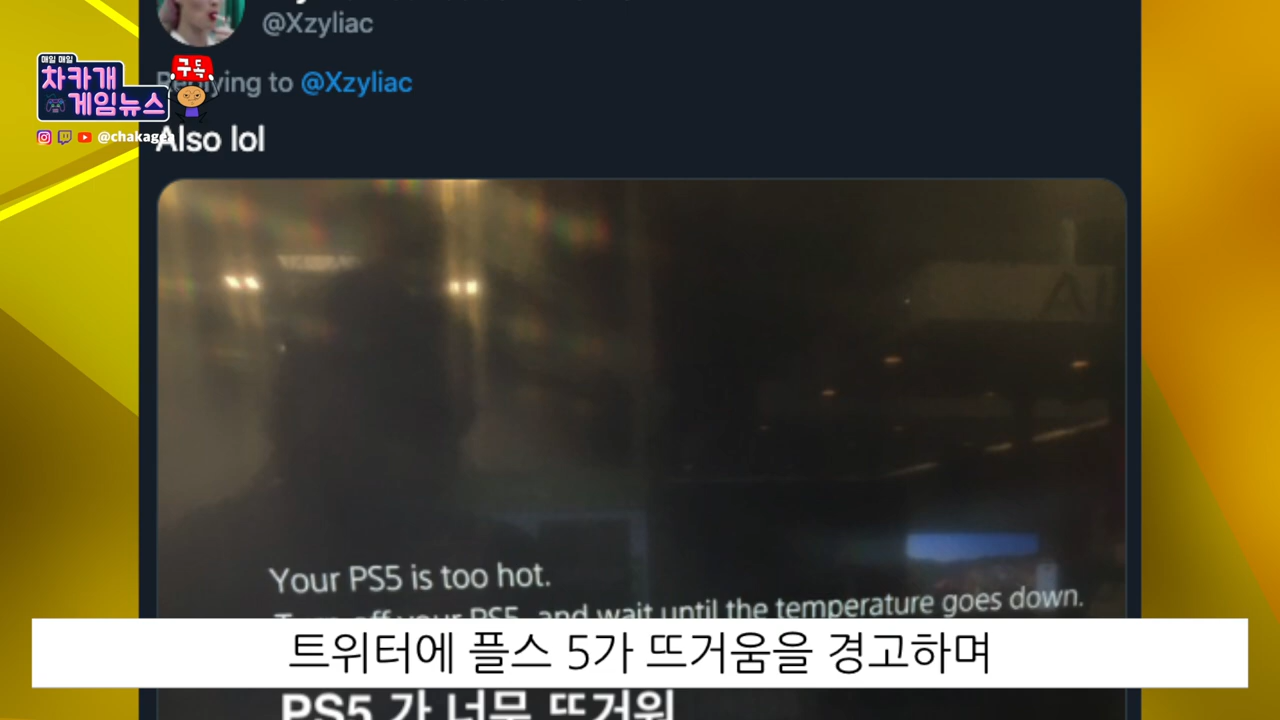 @Xzyliac
매일 매일
차카개
게임뉴스
구독
@chakagea
Replying to @Xzyliac
Also lol
Your PS5 is too hot.
Turn off your PS5, and wait until the temperature goes down.
트위터에 플스 5가 뜨거움을 경고하며
PS5 가 너무 뜨거워